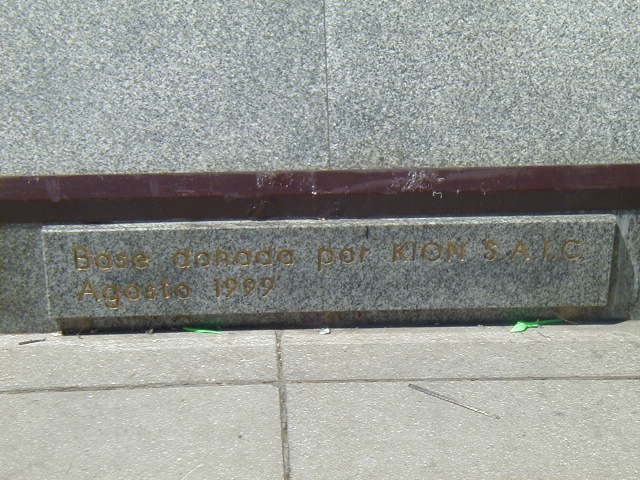 Base donada por KION S.A.I.C.
Agosto 1999